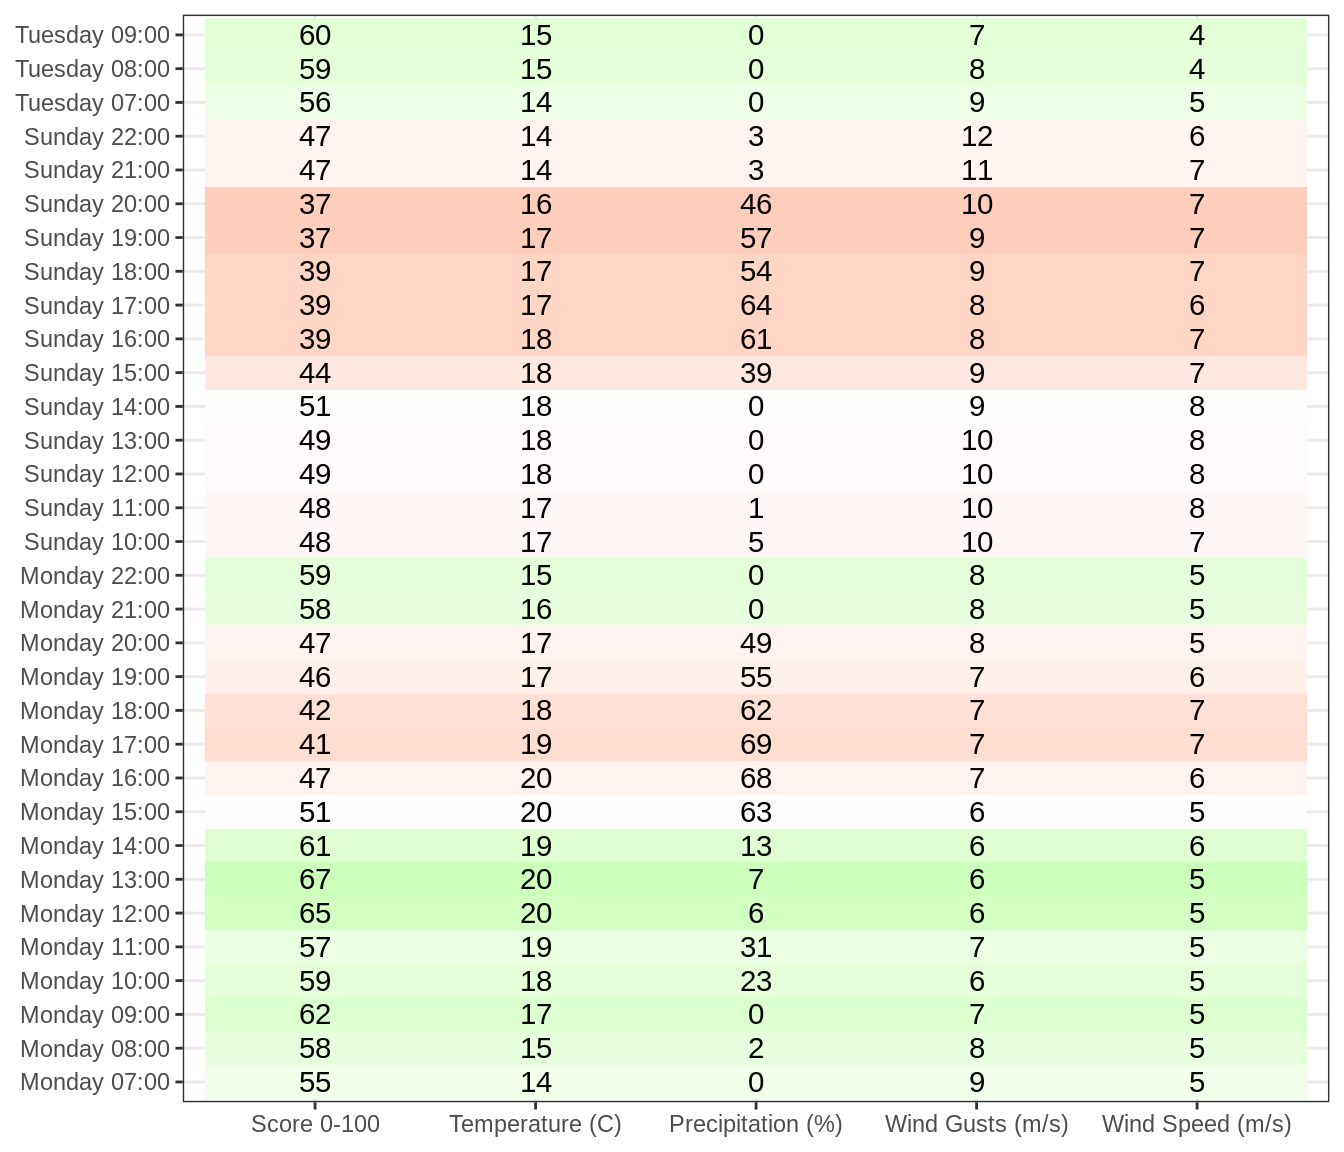 Tuesday 09:00 60 15 0 7 4
Tuesday 08:00 59 15 0 8 4
Tuesday 07:00 56 14 0 9 5
Sunday 22:00 47 14 3 12 6
Sunday 21:00 47 14 3 11 7
Sunday 20:00 37 16 46 10 7
Sunday 19:00 37 17 57 9 7
Sunday 18:00 39 17 54 9 7
Sunday 17:00 39 17 64 8 6
Sunday 16:00 39 18 61 8 7
Sunday 15:00 44 18 39 9 7
Sunday 14:00 51 18 0 9 8
Sunday 13:00 49 18 0 10 8
Sunday 12:00 49 18 0 10 8
Sunday 11:00 48 17 1 10 8
Sunday 10:00 48 17 5 10 7
Monday 22:00 59 15 0 8 5
Monday 21:00 58 16 0 8 5
Monday 20:00 47 17 49 8 5
Monday 19:00 46 17 55 7 6
Monday 18:00 42 18 62 7 7
Monday 17:00 41 19 69 7 7
Monday 16:00 47 20 68 7 6
Monday 15:00 51 20 63 6 5
Monday 14:00 61 19 13 6 6
Monday 13:00 67 20 7 6 5
Monday 12:00 65 20 6 6 5
Monday 11:00 57 19 31 7 5
Monday 10:00 59 18 23 6 5
Monday 09:00 62 17 0 7 5
Monday 08:00 58 15 2 8 5
Monday 07:00 55 14 0 9 5
Score 0-100 Temperature (C) Precipitation (%) Wind Gusts (m/s) Wind Speed (m/s)